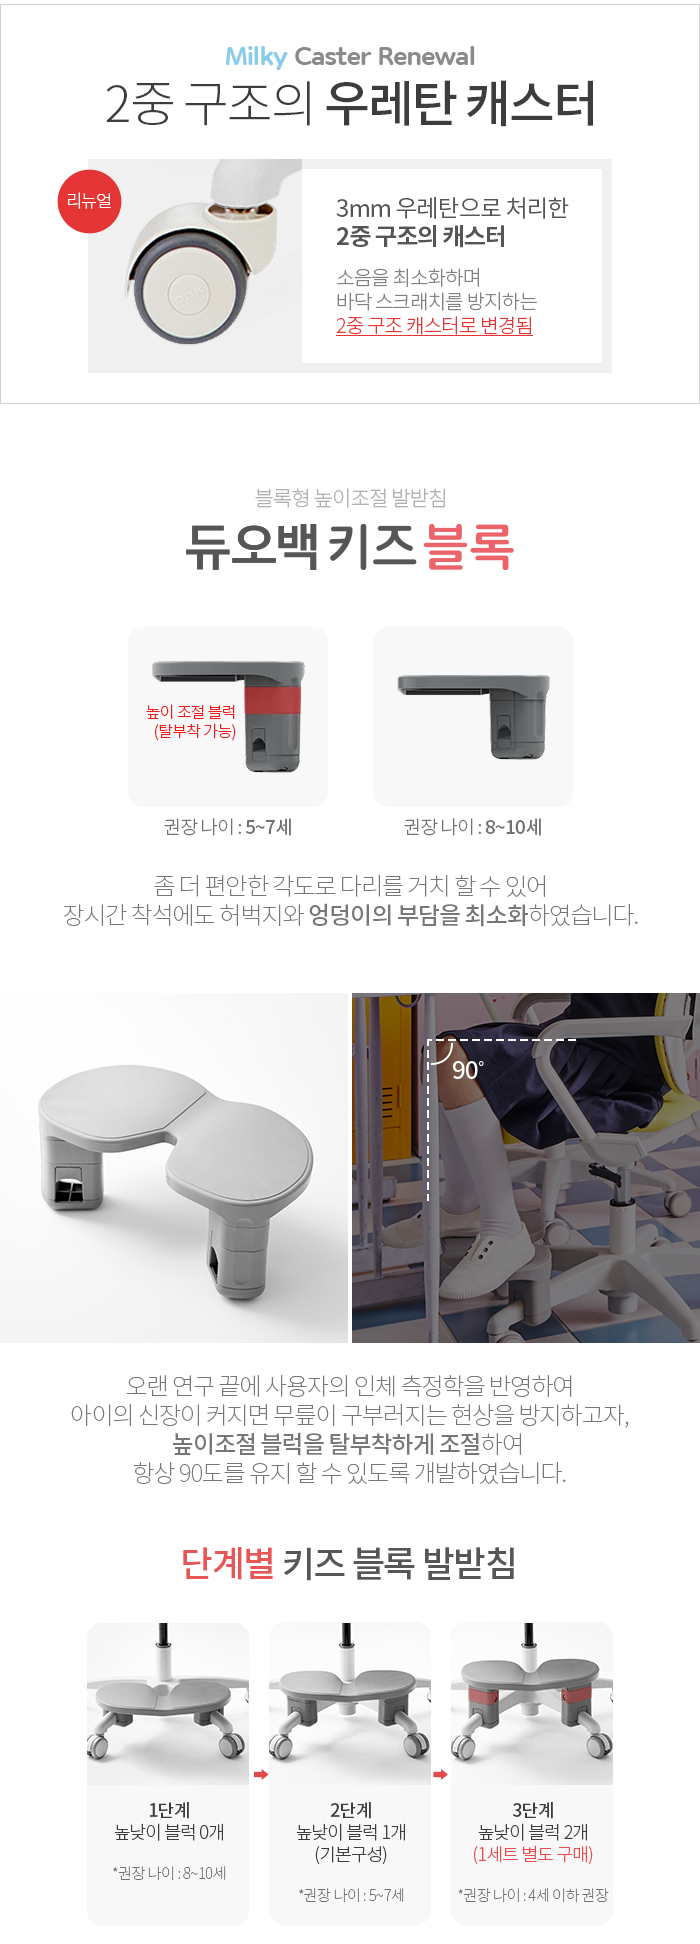 Milky Caster Renewal
2중 구조의 우레탄 캐스터
리뉴얼
3mm 우레탄으로 처리한
2중 구조의 캐스터
소음을 최소화하며
바닥 스크래치를 방지하는
2중 구조 캐스터로 변경됨
블록형 높이조절 발받침
듀오백 키즈 블록
높이 조절 블럭
(탈부착 가능)
권장 나이 : 5~7세
권장 나이 : 8~10세
좀 더 편안한 각도로 다리를 거치 할 수 있어
장시간 착석에도 허벅지와 엉덩이의 부담을 최소화하였습니다.
90°
오랜 연구 끝에 사용자의 인체 측정학을 반영하여
아이의 신장이 커지면 무릎이 구부러지는 현상을 방지하고자,
높이조절 블럭을 탈부착하게 조절하여
항상 90도를 유지 할 수 있도록 개발하였습니다.
단계별 키즈 블록 발받침
1단계
높낮이 블럭 0개
*권장 나이 : 8~10세
2단계
높낮이 블럭 1개
(기본구성)
*권장 나이 : 5~7세
3단계
높낮이 블럭 2개
(1세트 별도 구매)
*권장 나이 : 4세 이하 권장